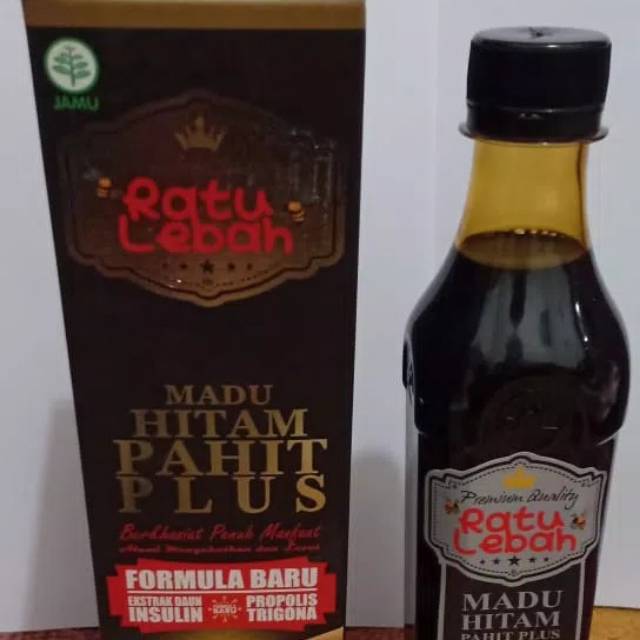 JAMU
Ratu
Lebah
MADU
HITAM
PAHIT
PLUS
Berkhasiat Penuh Manfaat
FORMULA BARU
EKSTRAK DAUN
INSULIN
BARU
PROPOLIS
TRIGONA
Premium Quality
Ratu
Lebah
MADU
HITAM
PAHIT PLUS